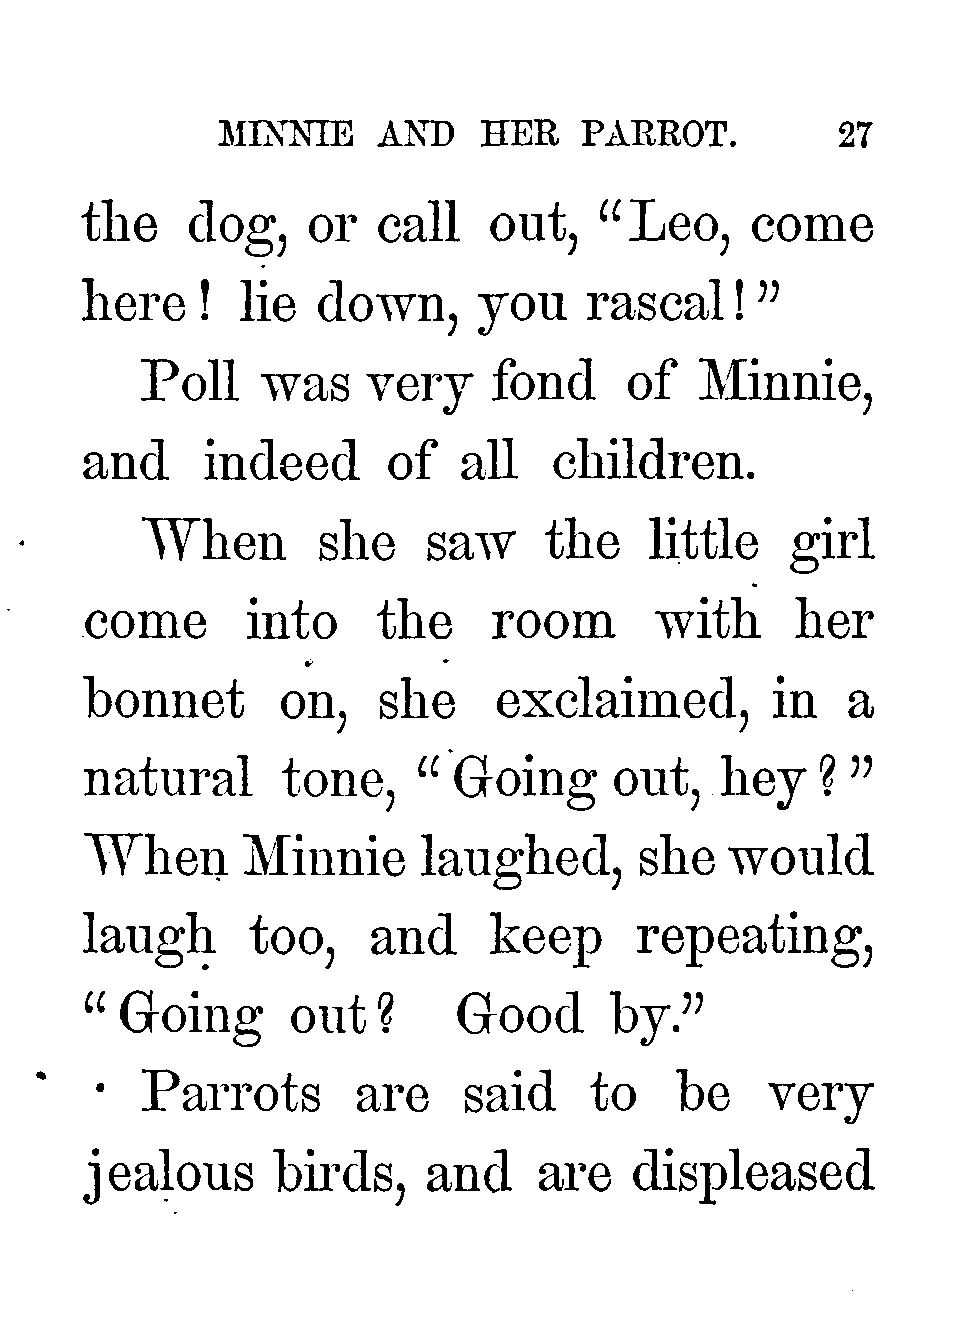 MINNIE AND HER PARROT. 27
the dog, or call out, "Leo, come
here! lie down, you rascal!"
Poll was very fond of Minnie,
and indeed of all children.
When she saw the little girl
come into the room with her
bonnet on, she exclaimed, in a
natural tone, "Going out, hey?"
When Minnie laughed, she would
laugh too, and keep repeating,
"Going out? Good by."
Parrots are said to be very
jealous birds, and are displeased